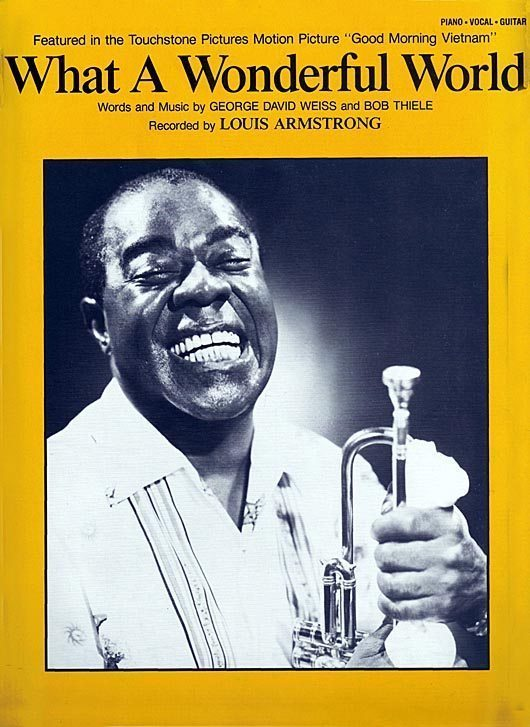 PIANO • VOCAL • GUITAR
Featured in the Touchstone Pictures Motion Picture "Good Morning Vietnam"
What A Wonderful World
Words and Music by GEORGE DAVID WEISS and BOB THIELE
Recorded by LOUIS ARMSTRONG